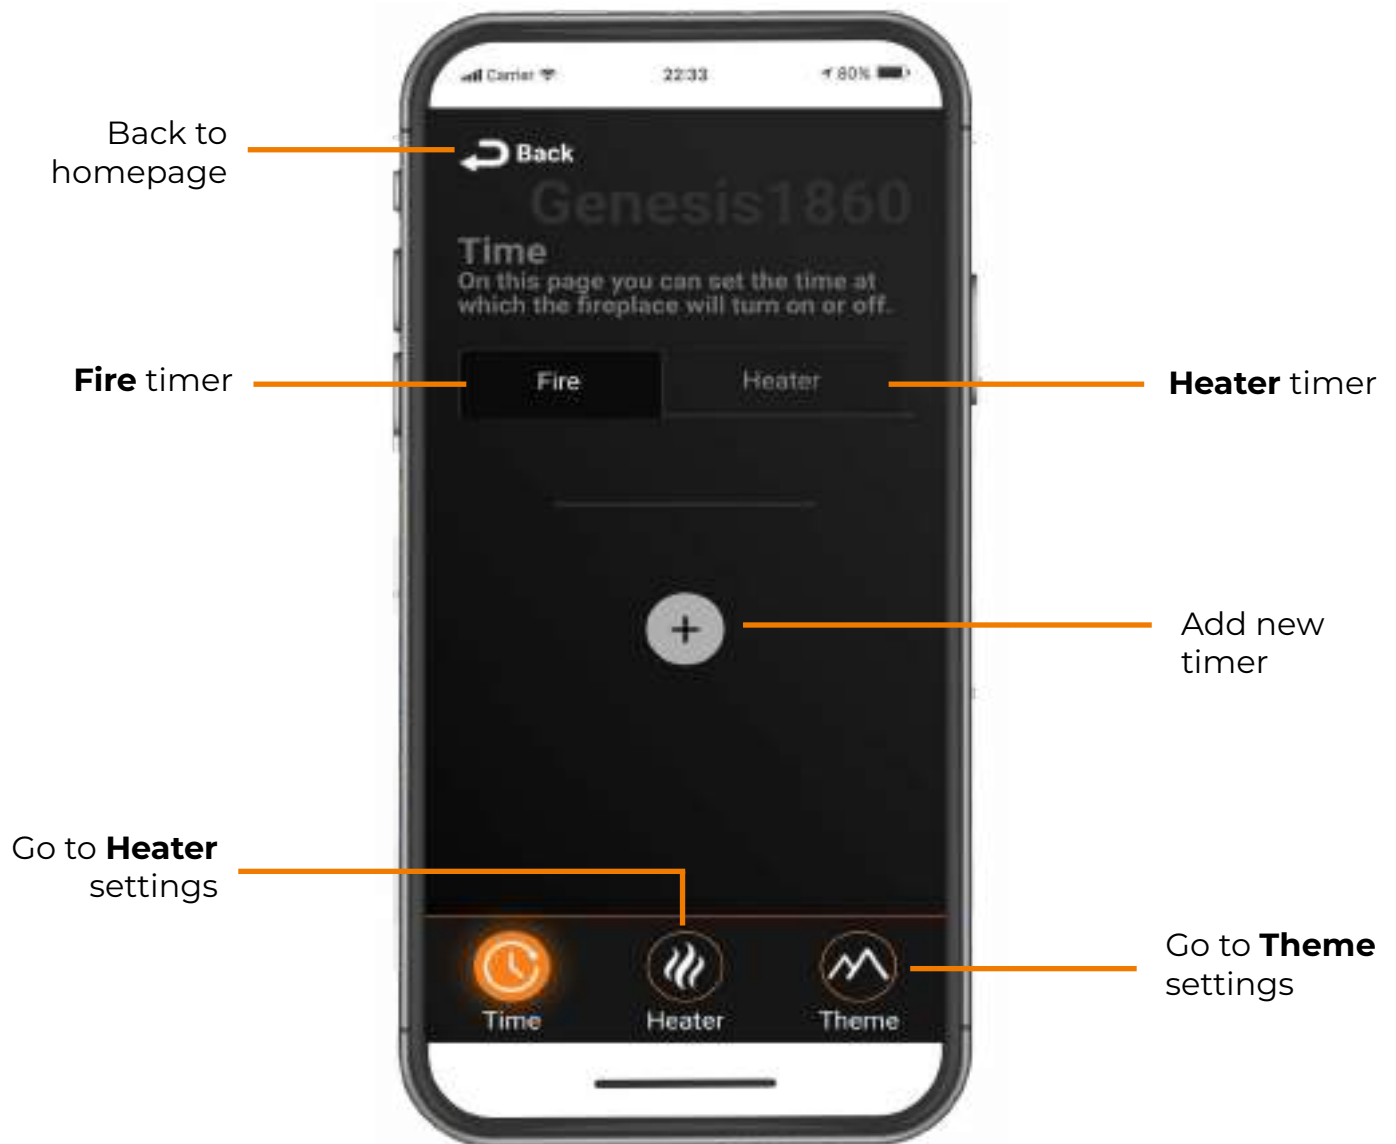 Carrier 22:33 80%
Back to
homepage
Back
Genesis1860
Time
On this page you can set the time at
which the fireplace will turn on or off.
Fire timer
Fire
Heater
Heater timer
+
Add new
timer
Go to Heater
settings
Go to Theme
settings
Time
Heater
Theme